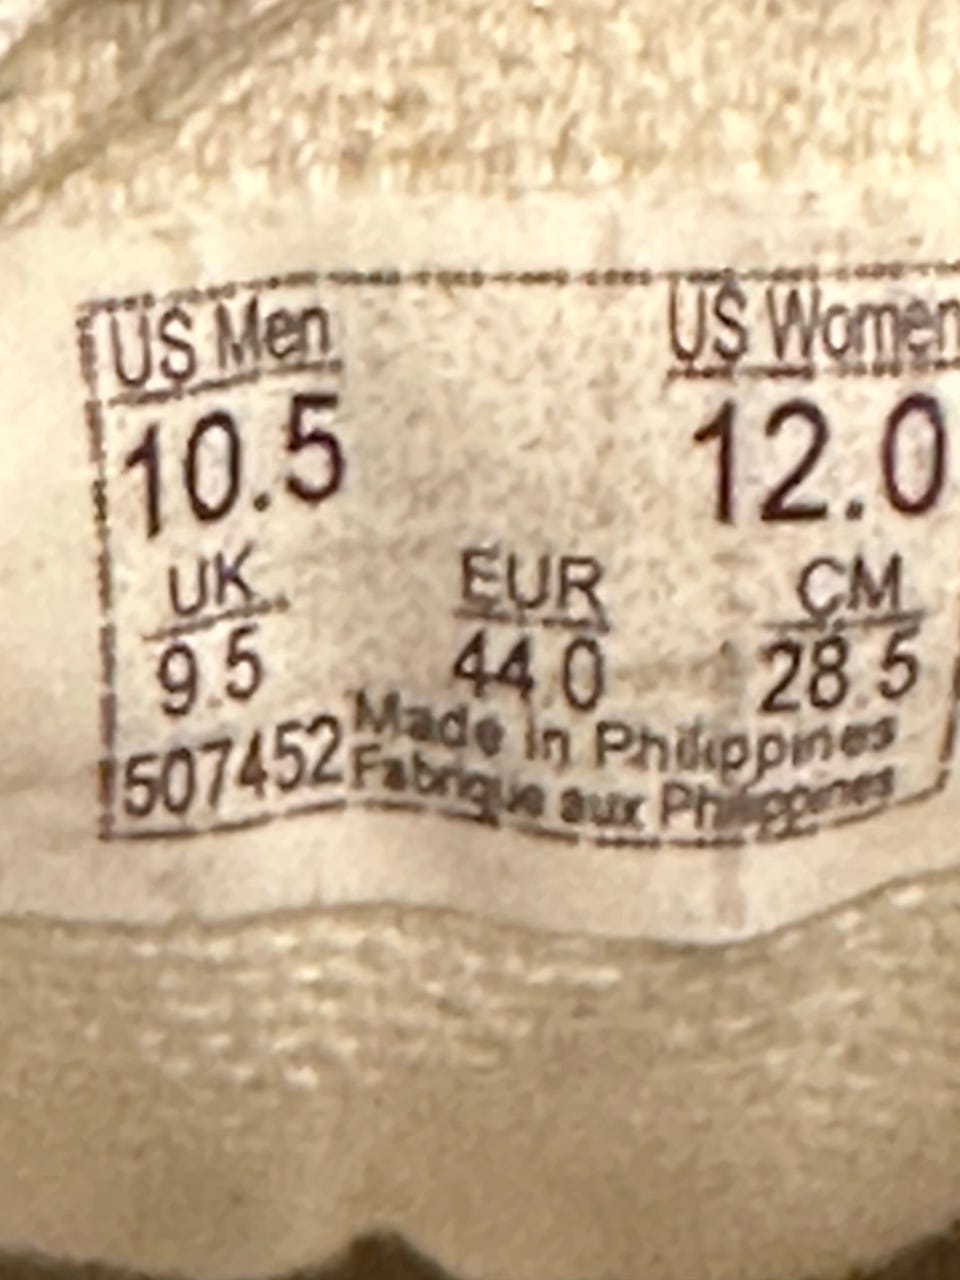 US Men US Women
10.5 12.0
UK EUR CM
9.5 44.0 28.5
507452 Made in Philippines
Fabrique aux Philippines